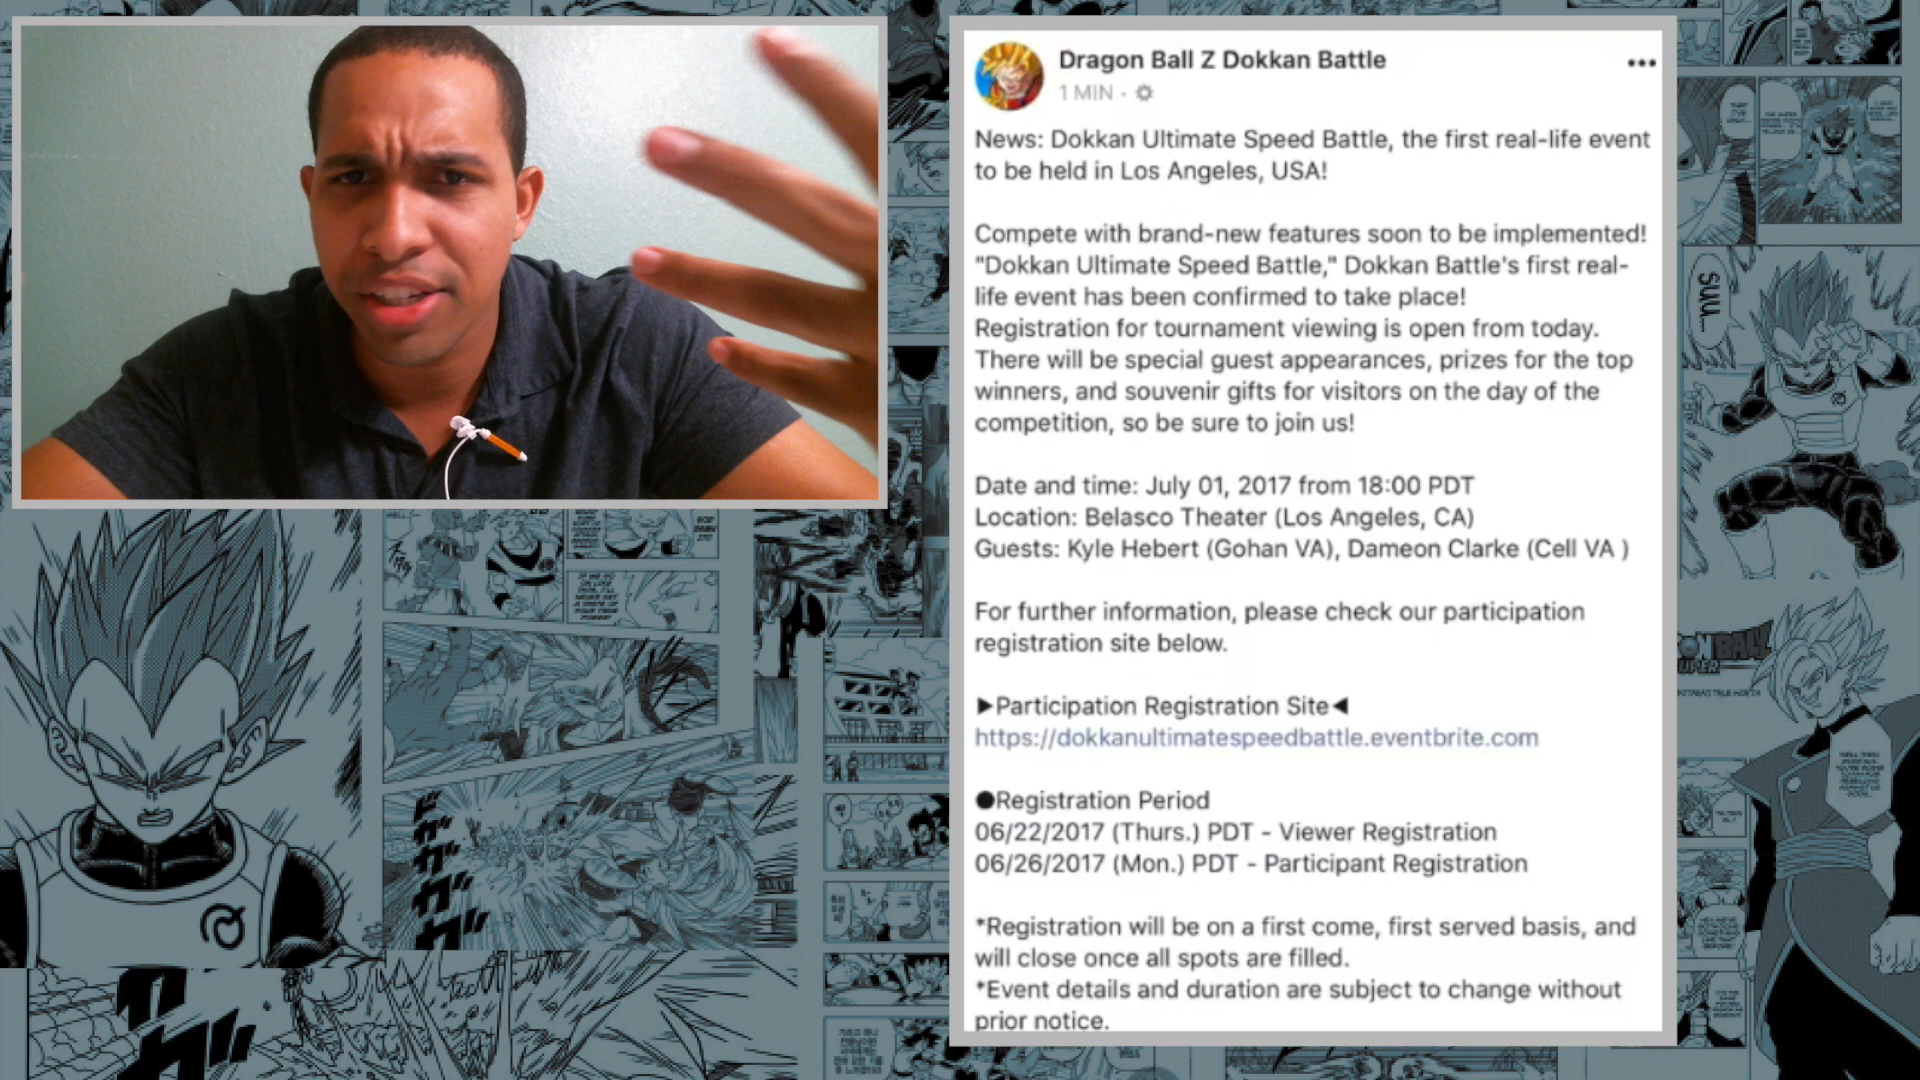 Dragon Ball Z Dokkan Battle
1 MIN ·
News: Dokkan Ultimate Speed Battle, the first real-life event
to be held in Los Angeles, USA!
Compete with brand-new features soon to be implemented!
"Dokkan Ultimate Speed Battle," Dokkan Battle's first real-
life event has been confirmed to take place!
Registration for tournament viewing is open from today.
There will be special guest appearances, prizes for the top
winners, and souvenir gifts for visitors on the day of the
competition, so be sure to join us!
Date and time: July 01, 2017 from 18:00 PDT
Location: Belasco Theater (Los Angeles, CA)
Guests: Kyle Hebert (Gohan VA), Dameon Clarke (Cell VA )
For further information, please check our participation
registration site below.
▶Participation Registration Site◀
https://dokkanultimatespeedbattle.eventbrite.com
●Registration Period
06/22/2017 (Thurs.) PDT - Viewer Registration
06/26/2017 (Mon.) PDT - Participant Registration
*Registration will be on a first come, first served basis, and
will close once all spots are filled.
*Event details and duration are subject to change without
prior notice.
SUU...